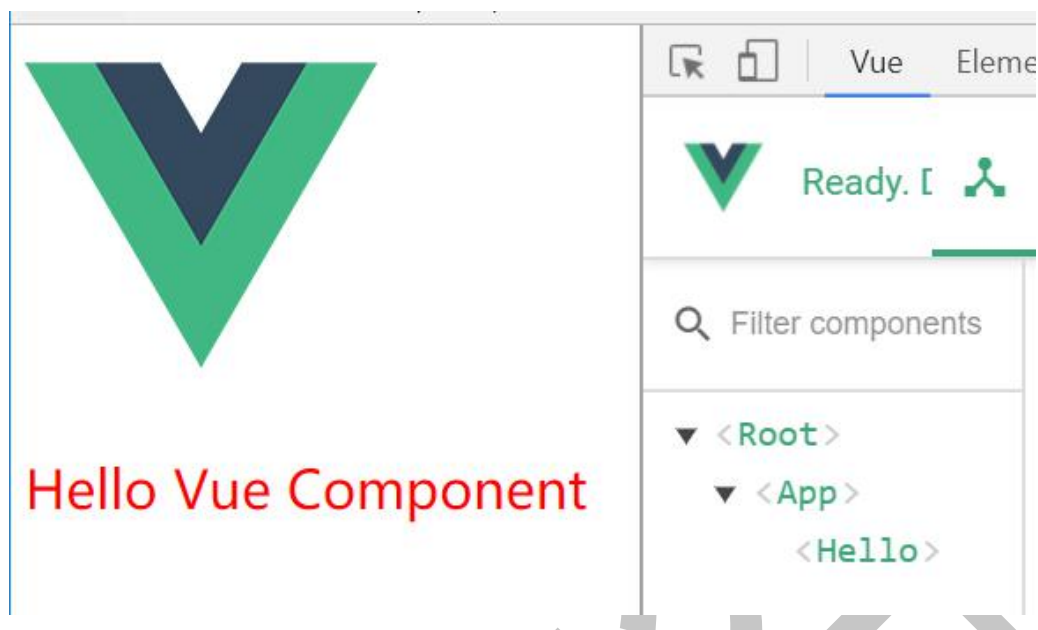 Vue Eleme
Ready. D
Filter components
▼ <Root>
▼ <App>
<Hello>
Hello Vue Component